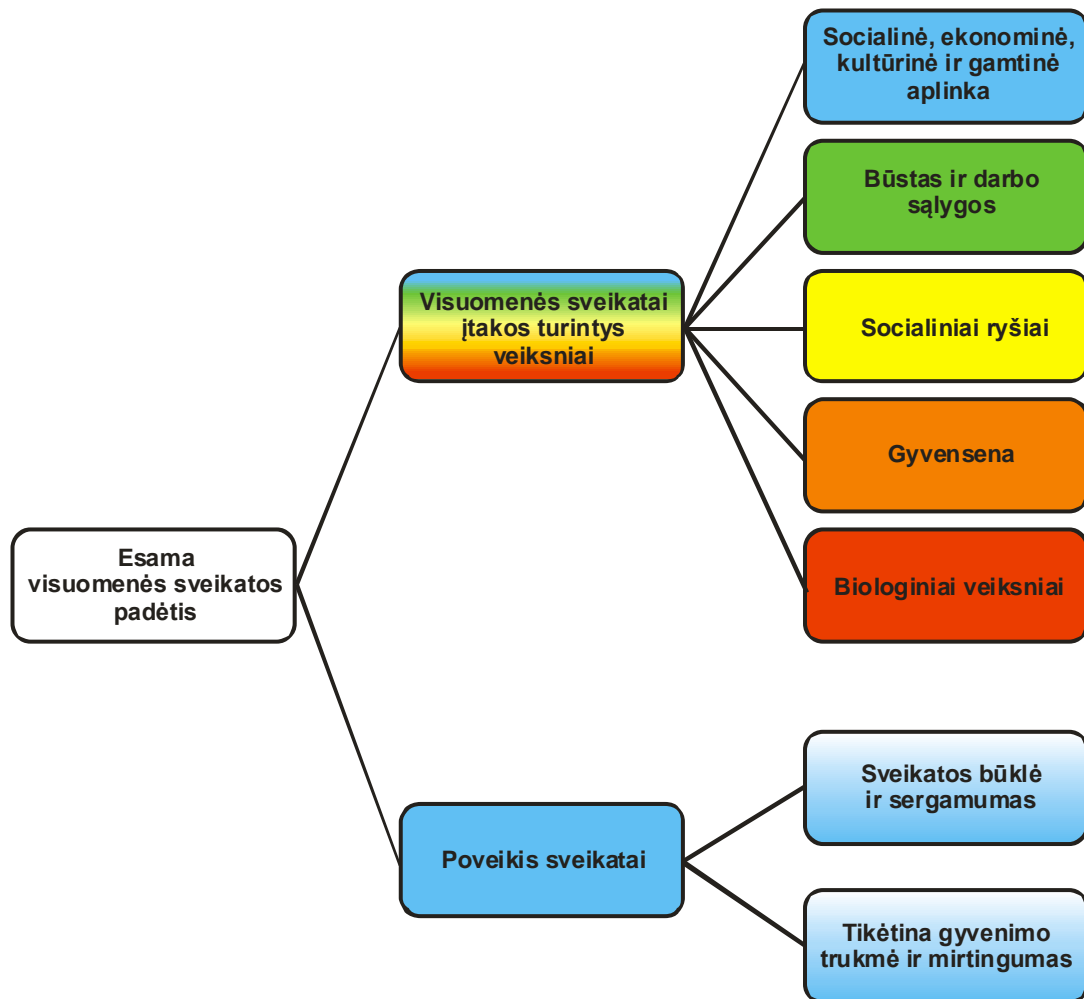 Socialinė, ekonominė,
kultūrinė ir gamtinė
aplinka
Būstas ir darbo
sąlygos
Visuomenės sveikatai
įtakos turintys
veiksniai
Socialiniai ryšiai
Gyvensena
Esama
visuomenės sveikatos
padėtis
Biologiniai veiksniai
Sveikatos būklė
ir sergamumas
Poveikis sveikatai
Tikėtina gyvenimo
trukmė ir mirtingumas